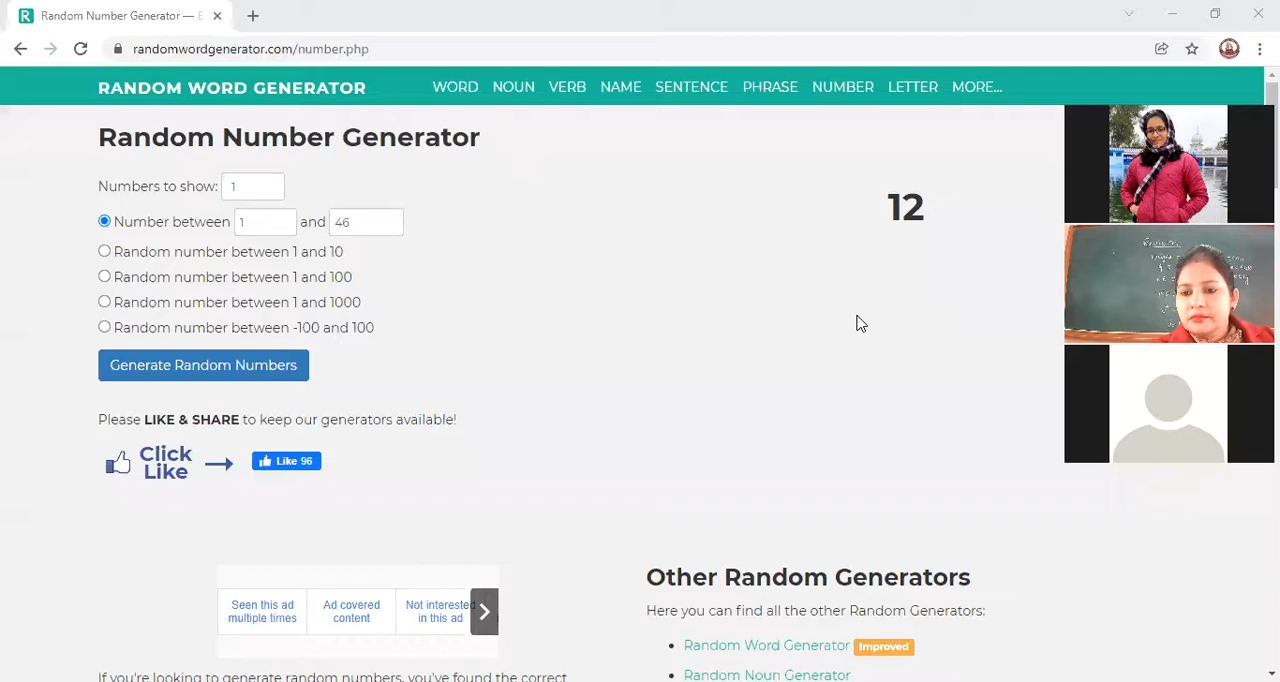 Random Number Generator — E
randomwordgenerator.com/number.php
RANDOM WORD GENERATOR
WORD NOUN VERB NAME SENTENCE PHRASE NUMBER LETTER MORE...
Random Number Generator
Numbers to show: 1
Number between 1 and 46
Random number between 1 and 10
Random number between 1 and 100
Random number between 1 and 1000
Random number between -100 and 100
Generate Random Numbers
12
Please LIKE & SHARE to keep our generators available!
Click
Like
Like 96
Seen this ad
multiple times
Ad covered
content
Not interested
in this ad
If you're looking to generate random numbers, you've found the correct
Other Random Generators
Here you can find all the other Random Generators:
Random Word Generator Improved
Random Noun Generator